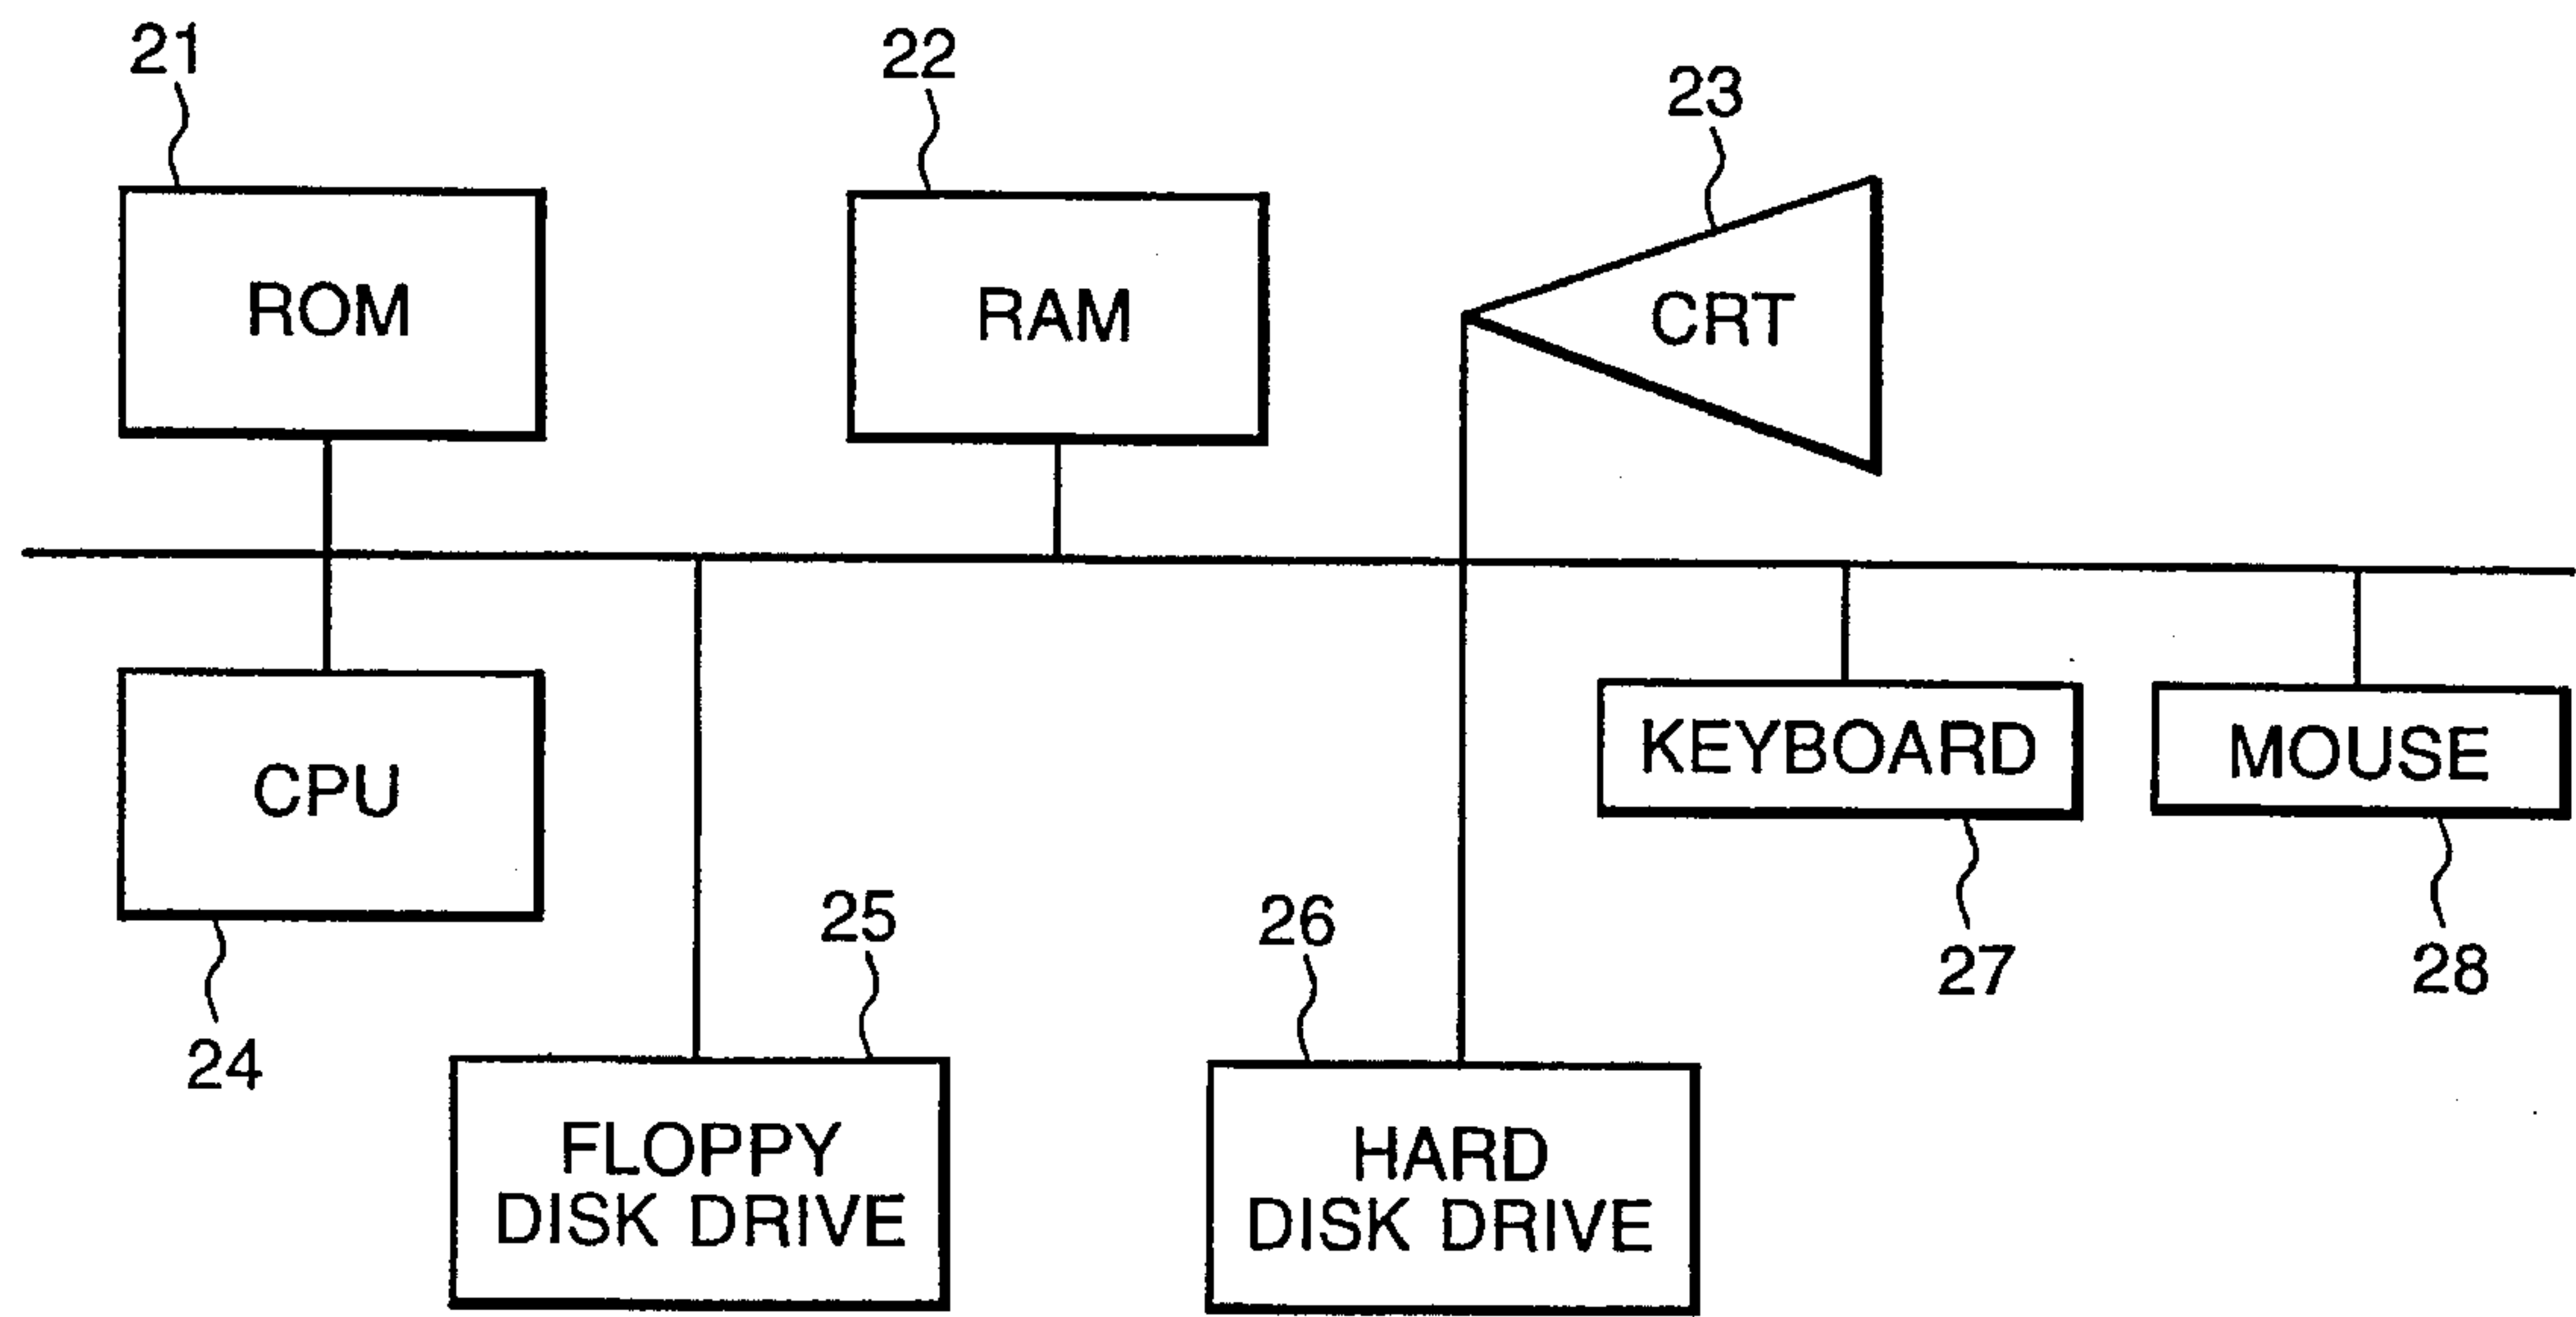 21
22
23
ROM
RAM
CRT
CPU
KEYBOARD
MOUSE
24
25
26
27
28
FLOPPY
DISK DRIVE
HARD
DISK DRIVE